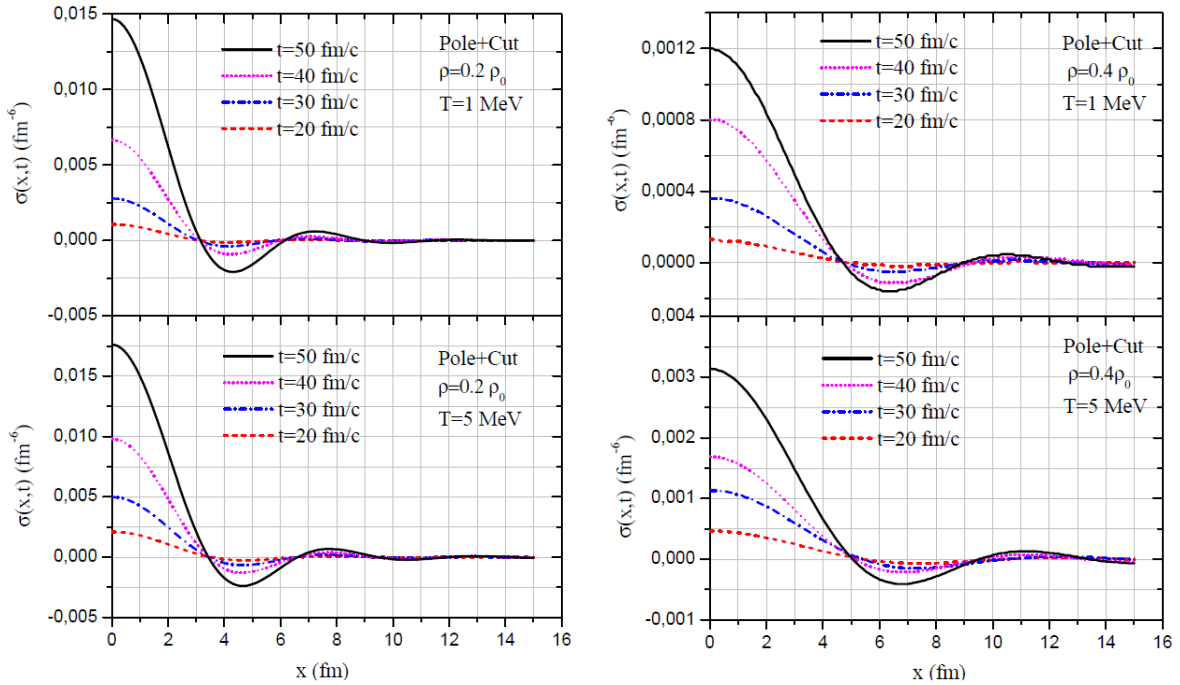 0,015
0,010
0,005
0,000
-0,005
σ(x,t) (fm⁻⁶)
t=50 fm/c
t=40 fm/c
t=30 fm/c
t=20 fm/c
Pole+Cut
ρ=0.2 ρ₀
T=1 MeV
0,015
0,010
0,005
0,000
-0,005
σ(x,t) (fm⁻⁶)
t=50 fm/c
t=40 fm/c
t=30 fm/c
t=20 fm/c
Pole+Cut
ρ=0.2 ρ₀
T=5 MeV
0 2 4 6 8 10 12 14 16
x (fm)
0,0012
0,0008
0,0004
0,0000
σ(x,t) (fm⁻⁶)
t=50 fm/c
t=40 fm/c
t=30 fm/c
t=20 fm/c
Pole+Cut
ρ=0.4 ρ₀
T=1 MeV
0,004
0,003
0,002
0,001
0,000
-0,001
σ(x,t) (fm⁻⁶)
t=50 fm/c
t=40 fm/c
t=30 fm/c
t=20 fm/c
Pole+Cut
ρ=0.4ρ₀
T=5 MeV
0 2 4 6 8 10 12 14 16
x (fm)